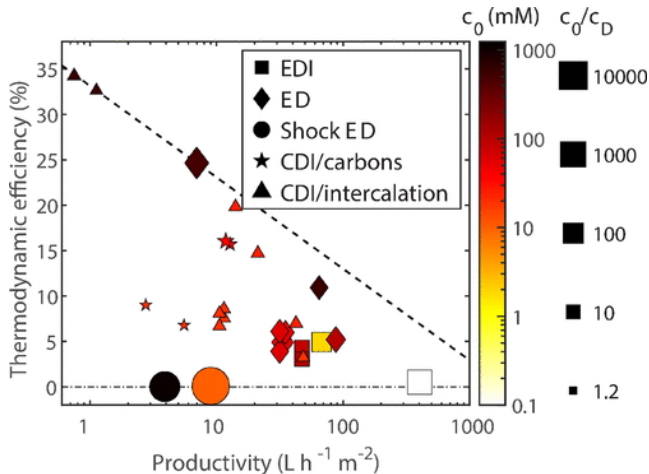 c0 (mM)
c0/cD
Thermodynamic efficiency (%)
35
30
25
20
15
10
5
0
EDI
ED
Shock ED
CDI/carbons
CDI/intercalation
1000
100
10
1
0.1
10000
1000
100
10
1.2
1
10
100
1000
Productivity (L h⁻¹ m⁻²)